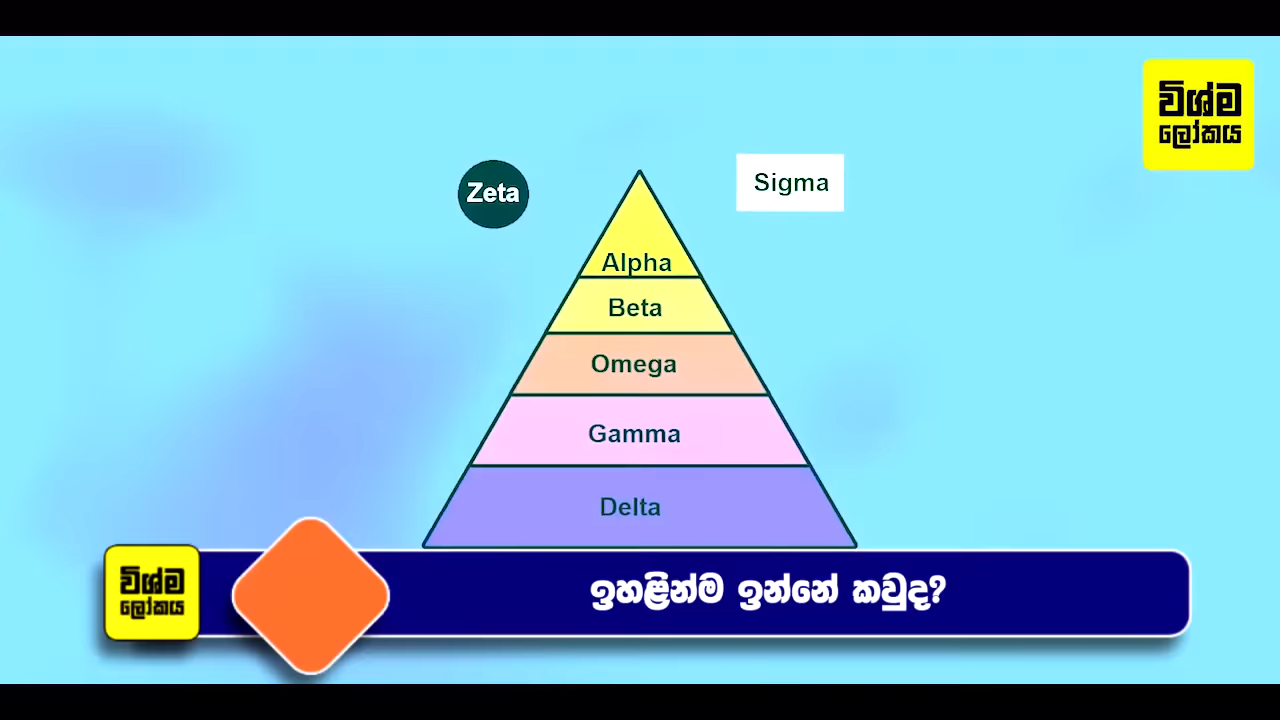 විශ්ම
ලෝකය
Zeta
Sigma
Alpha
Beta
Omega
Gamma
Delta
විශ්ම
ලෝකය
ඉහළින්ම ඉන්නේ කවුද?